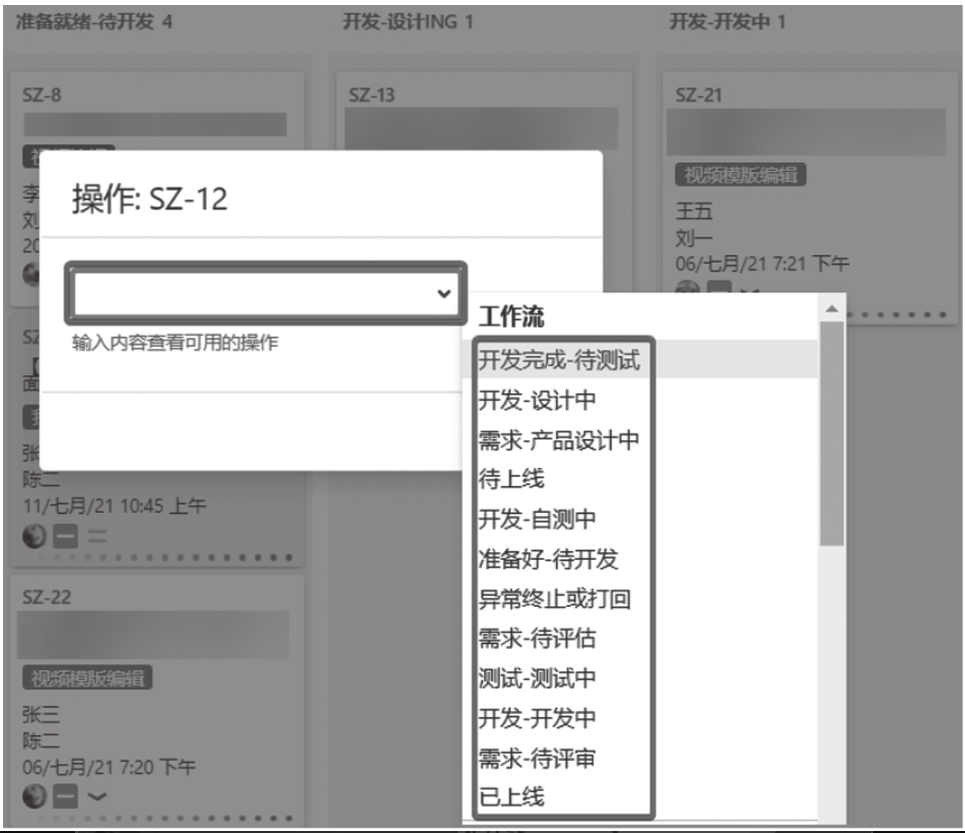 准备就绪-待开发 4
开发-设计ING 1
开发-开发中 1
SZ-8
李
刘
20
SZ
【
面
张
陈二
11/七月/21 10:45 上午
SZ-22
视频模版编辑
张三
陈二
06/七月/21 7:20 下午
SZ-13
SZ-21
视频模版编辑
王五
刘一
06/七月/21 7:21 下午
操作: SZ-12
输入内容查看可用的操作
工作流
开发完成-待测试
开发-设计中
需求-产品设计中
待上线
开发-自测中
准备好-待开发
异常终止或打回
需求-待评估
测试-测试中
开发-开发中
需求-待评审
已上线